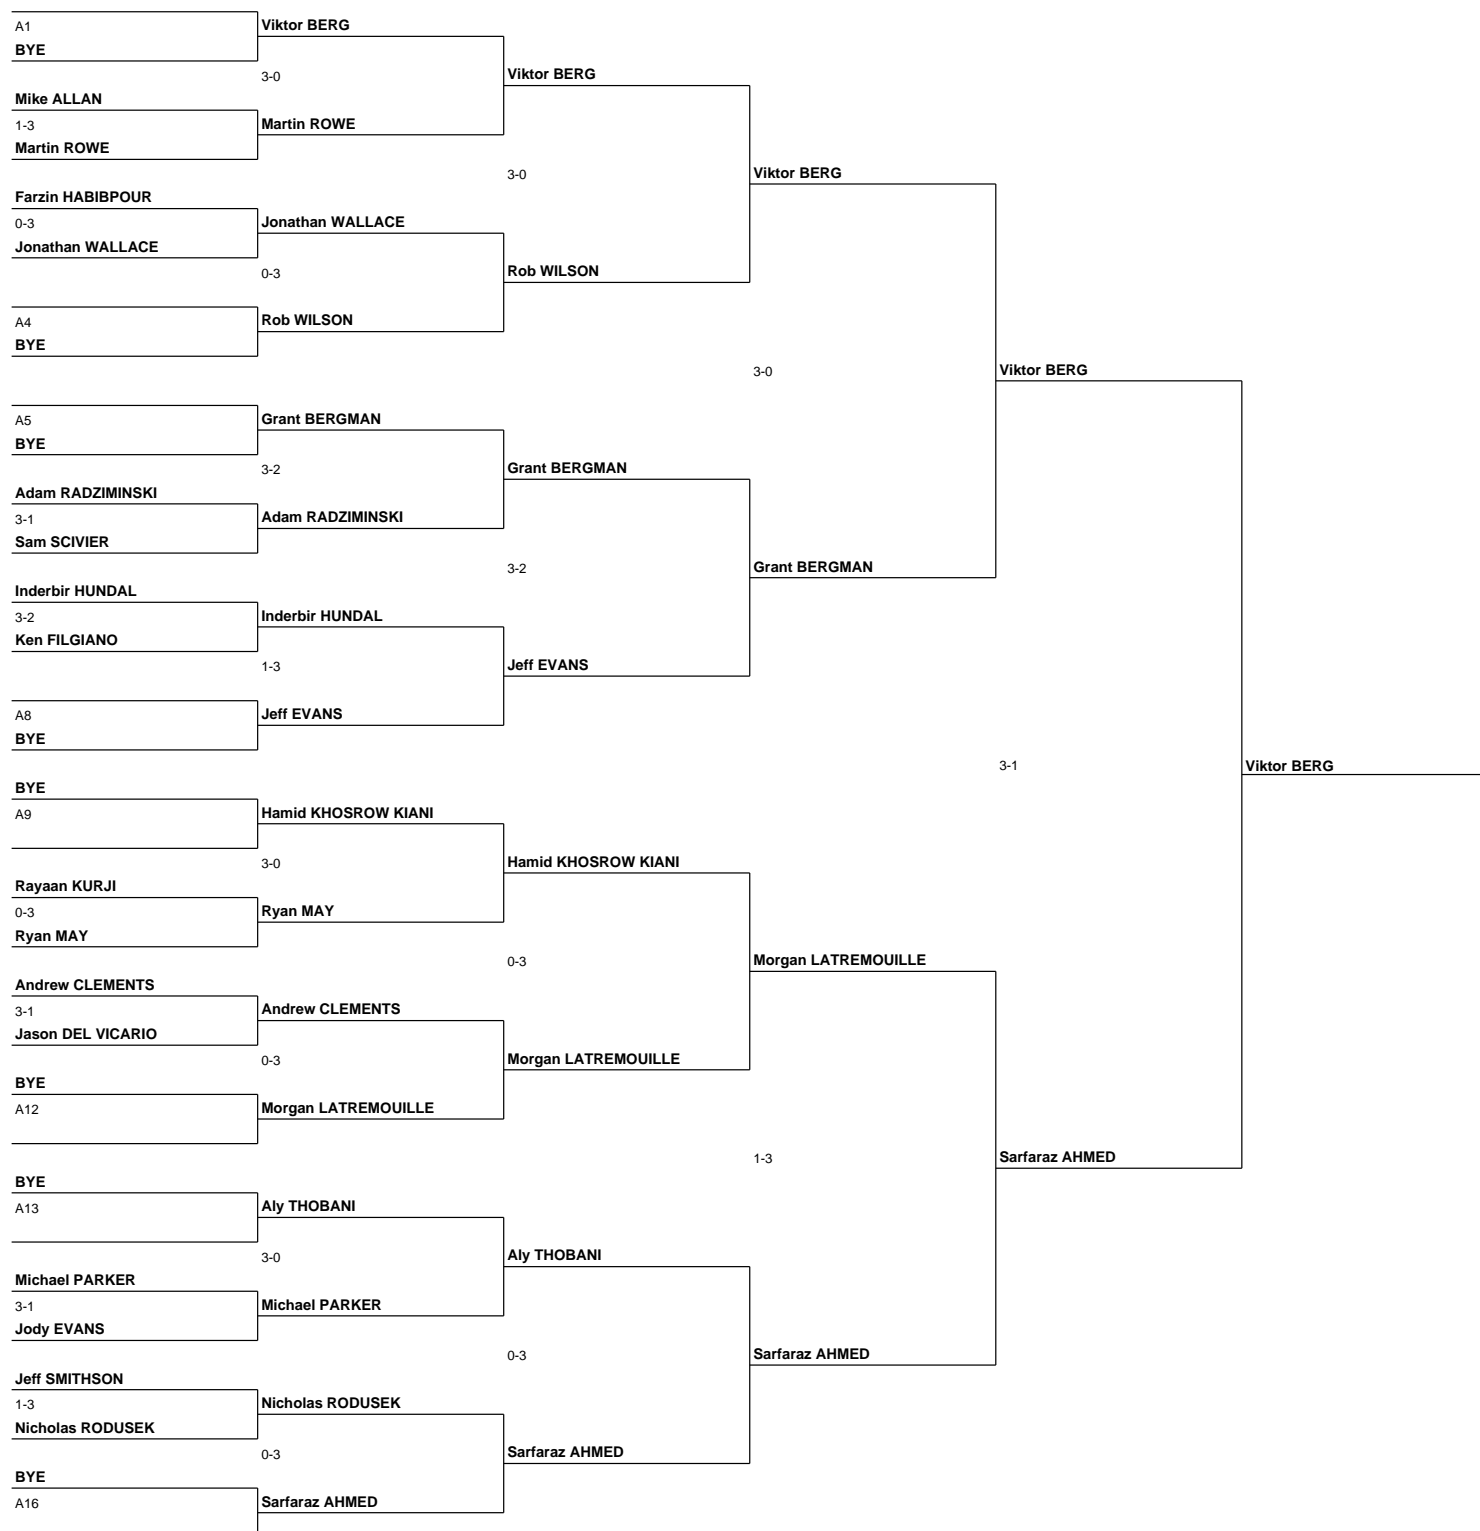 Viktor BERG
A1
BYE
3-0
Viktor BERG
Mike ALLAN
1-3
Martin ROWE
Martin ROWE
3-0
Viktor BERG
Farzin HABIBPOUR
0-3
Jonathan WALLACE
Jonathan WALLACE
0-3
Rob WILSON
A4
Rob WILSON
BYE
3-0
Viktor BERG
A5
Grant BERGMAN
BYE
3-2
Grant BERGMAN
Adam RADZIMINSKI
3-1
Adam RADZIMINSKI
Sam SCIVIER
3-2
Grant BERGMAN
Inderbir HUNDAL
3-2
Inderbir HUNDAL
Ken FILGIANO
1-3
Jeff EVANS
A8
Jeff EVANS
BYE
3-1
Viktor BERG
BYE
A9
Hamid KHOSROW KIANI
3-0
Hamid KHOSROW KIANI
Rayaan KURJI
0-3
Ryan MAY
Ryan MAY
0-3
Morgan LATREMOUILLE
Andrew CLEMENTS
3-1
Andrew CLEMENTS
Jason DEL VICARIO
0-3
Morgan LATREMOUILLE
BYE
A12
Morgan LATREMOUILLE
1-3
Sarfaraz AHMED
BYE
A13
Aly THOBANI
3-0
Aly THOBANI
Michael PARKER
3-1
Michael PARKER
Jody EVANS
0-3
Sarfaraz AHMED
Jeff SMITHSON
1-3
Nicholas RODUSEK
Nicholas RODUSEK
0-3
Sarfaraz AHMED
BYE
A16
Sarfaraz AHMED